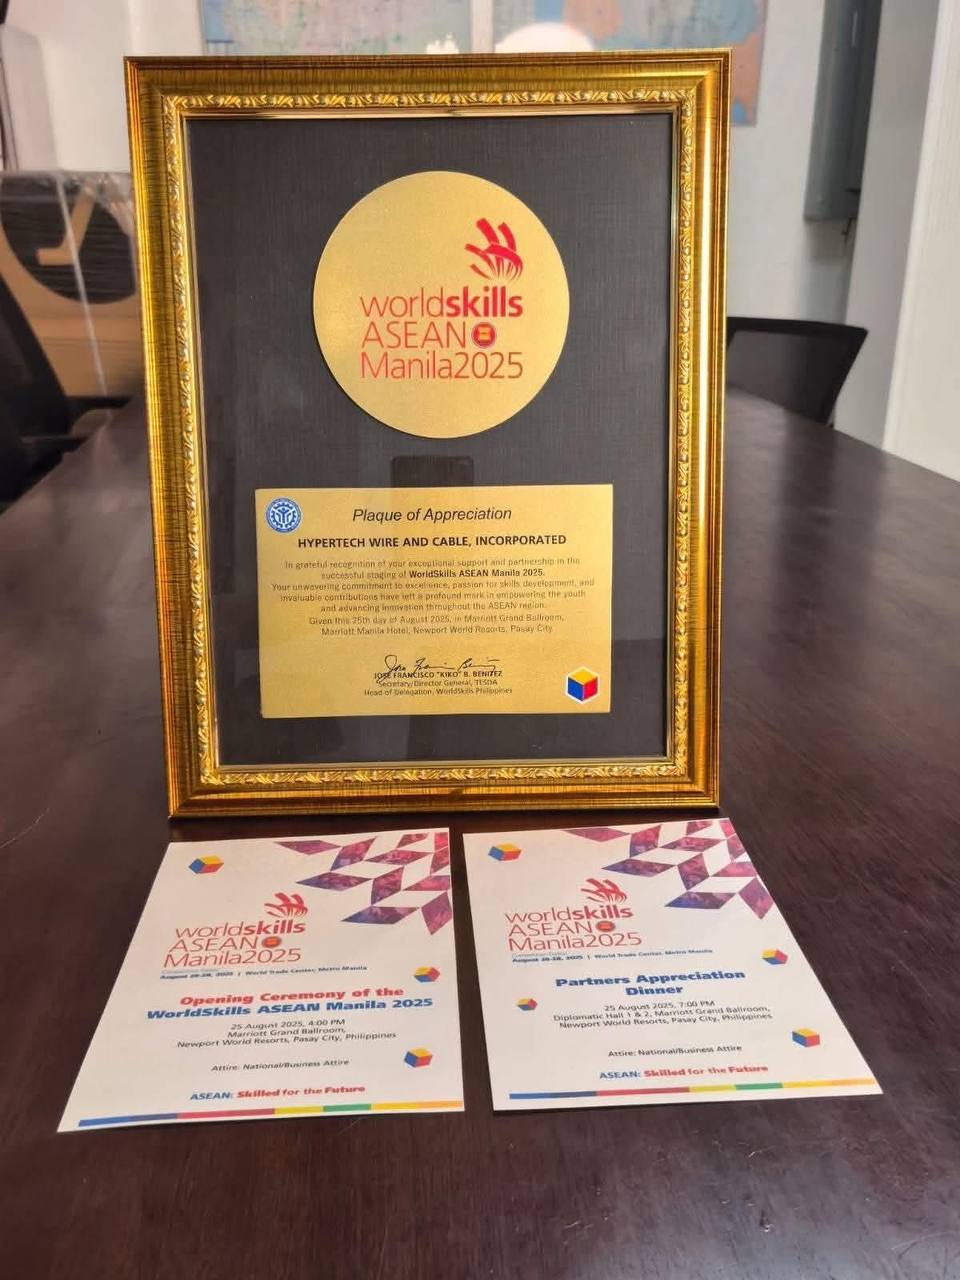 worldskills
ASEAN
Manila2025
Plaque of Appreciation
HYPERTECH WIRE AND CABLE, INCORPORATED
In grateful recognition of your exceptional support and partnership in the
successful staging of WorldSkills ASEAN Manila 2025.
Your unwavering commitment to excellence, passion for skills development, and
invaluable contributions have left a profound mark in empowering the youth
and advancing innovation throughout the ASEAN region.
Given this 25th day of August 2025, in Marriott Grand Ballroom,
Marriott Manila Hotel, Newport World Resorts, Pasay City
JOSE FRANCISCO "KIKO" B. BENITEZ
Secretary/Director General, TESDA
Head of Delegation, WorldSkills Philippines
worldskills
ASEAN
Manila2025
Competition Dates:
August 26-28, 2025 | World Trade Center, Metro Manila
Opening Ceremony of the
WorldSkills ASEAN Manila 2025
25 August 2025, 4:00 PM
Marriott Grand Ballroom,
Newport World Resorts, Pasay City, Philippines
Attire: National/Business Attire
ASEAN: Skilled for the Future
worldskills
ASEAN
Manila2025
Competition Dates:
August 26-28, 2025 | World Trade Center, Metro Manila
Partners Appreciation
Dinner
25 August 2025, 7:00 PM
Diplomatic Hall 1 & 2, Marriott Grand Ballroom,
Newport World Resorts, Pasay City, Philippines
Attire: National/Business Attire
ASEAN: Skilled for the Future